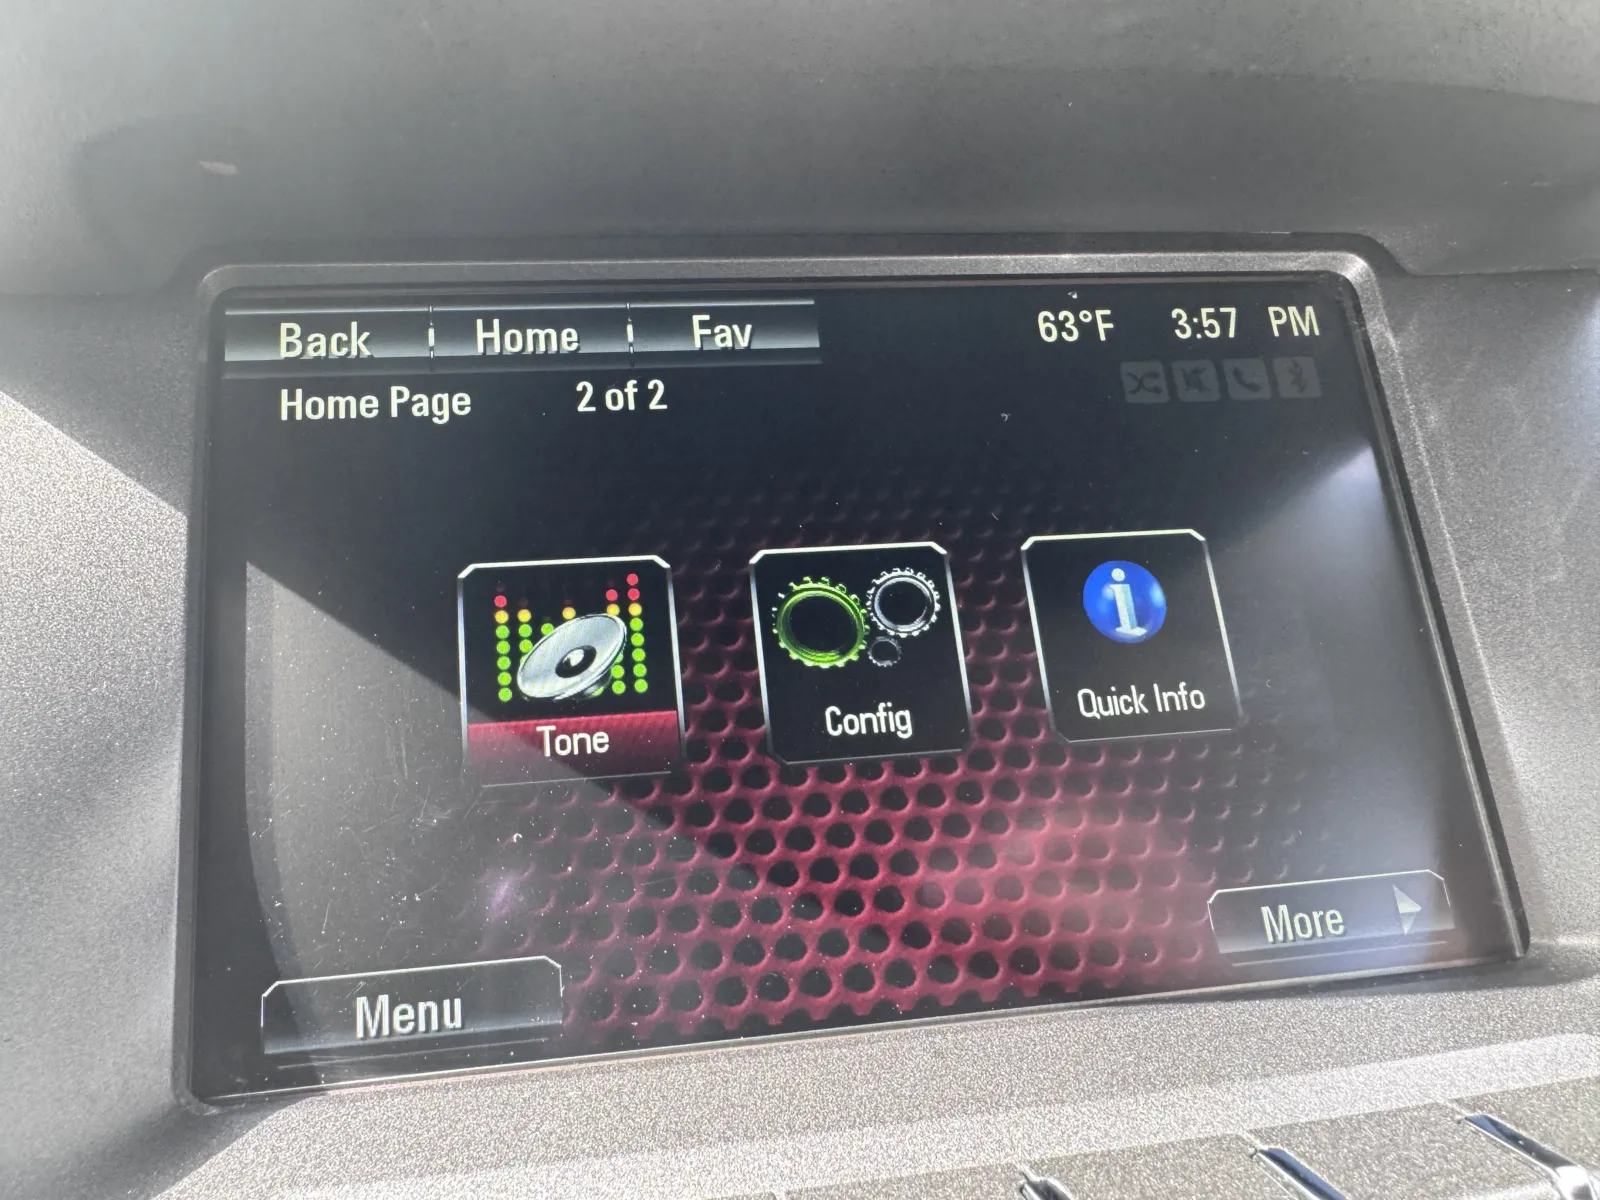 Back Home Fav 63°F 3:57 PM
Home Page 2 of 2
Tone Config Quick Info
More
Menu